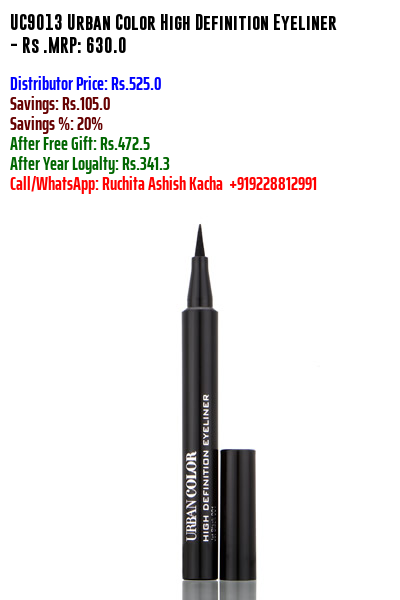 UC9013 Urban Color High Definition Eyeliner
- Rs .MRP: 630.0
Distributor Price: Rs.525.0
Savings: Rs.105.0
Savings %: 20%
After Free Gift: Rs.472.5
After Year Loyalty: Rs.341.3
Call/WhatsApp: Ruchita Ashish Kacha +919228812991
URBAN COLOR
HIGH DEFINITION EYELINER